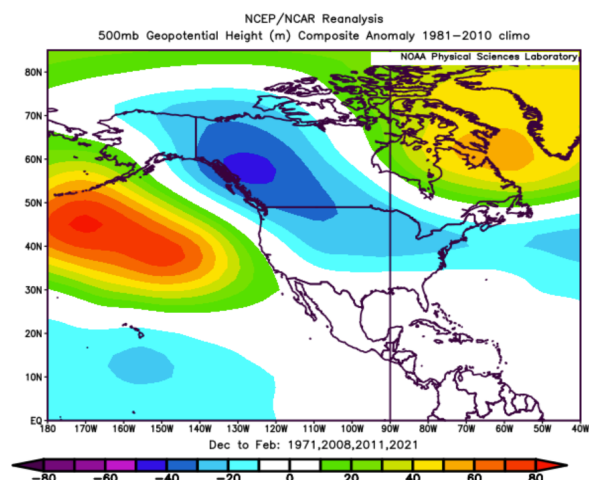 NCEP/NCAR Reanalysis
500mb Geopotential Height (m) Composite Anomaly 1981−2010 climo
NOAA Physical Sciences Laboratory
80N
70N
60N
50N
40N
30N
20N
10N
EQ
180 170W 160W 150W 140W 130W 120W 110W 100W 90W 80W 70W 60W 50W 40W
Dec to Feb: 1971,2008,2011,2021
−80 −60 −40 −20 0 20 40 60 80